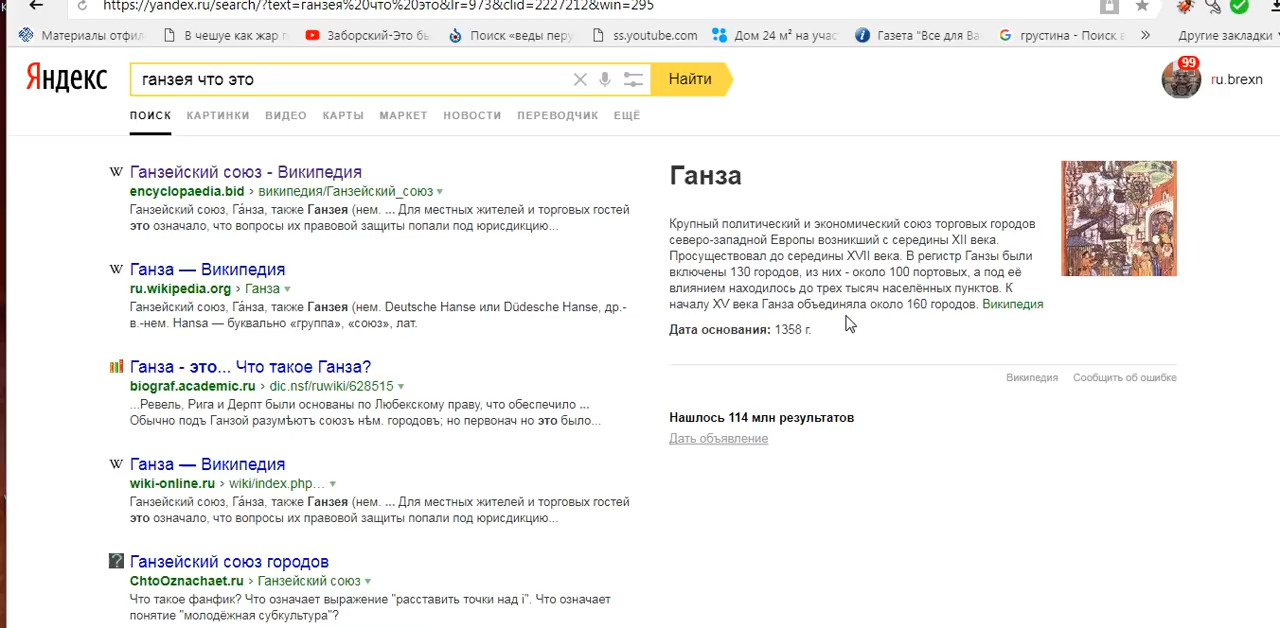 https://yandex.ru/search/?text=ганзея%20что%20это&lr=973&clid=2227212&win=295
Материалы отфил В чешуе как жар п Заборский-Это бы Поиск «веды перу ss.youtube.com Дом 24 м² на учас Газета "Все для Ва грустина - Поиск в » Другие закладки
Яндекс ганзея что это Найти 99 ru.brexn
ПОИСК КАРТИНКИ ВИДЕО КАРТЫ МАРКЕТ НОВОСТИ ПЕРЕВОДЧИК ЕЩЁ
Ганзейский союз - Википедия
encyclopaedia.bid › википедия/Ганзейский_союз
Ганзейский союз, Га́нза, также Ганзея (нем. ... Для местных жителей и торговых гостей
это означало, что вопросы их правовой защиты попали под юрисдикцию...
Ганза — Википедия
ru.wikipedia.org › Ганза
Ганзейский союз, Га́нза, также Ганзея (нем. Deutsche Hanse или Düdesche Hanse, др.-
в.-нем. Hansa — буквально «группа», «союз», лат.
Ганза - это... Что такое Ганза?
biograf.academic.ru › dic.nsf/ruwiki/628515
...Ревель, Рига и Дерпт были основаны по Любекскому праву, что обеспечило ...
Обычно подъ Ганзой разумѣютъ союзъ нѣм. городовъ; но первонач но это было...
Ганза — Википедия
wiki-online.ru › wiki/index.php...
Ганзейский союз, Га́нза, также Ганзея (нем. ... Для местных жителей и торговых гостей
это означало, что вопросы их правовой защиты попали под юрисдикцию...
Ганзейский союз городов
ChtoOznachaet.ru › Ганзейский союз
Что такое фанфик? Что означает выражение "расставить точки над i". Что означает
понятие "молодёжная субкультура"?
Ганза
Крупный политический и экономический союз торговых городов
северо-западной Европы возникший с середины XII века.
Просуществовал до середины XVII века. В регистр Ганзы были
включены 130 городов, из них - около 100 портовых, а под её
влиянием находилось до трех тысяч населённых пунктов. К
началу XV века Ганза объединяла около 160 городов. Википедия
Дата основания: 1358 г.
Википедия Сообщить об ошибке
Нашлось 114 млн результатов
Дать объявление